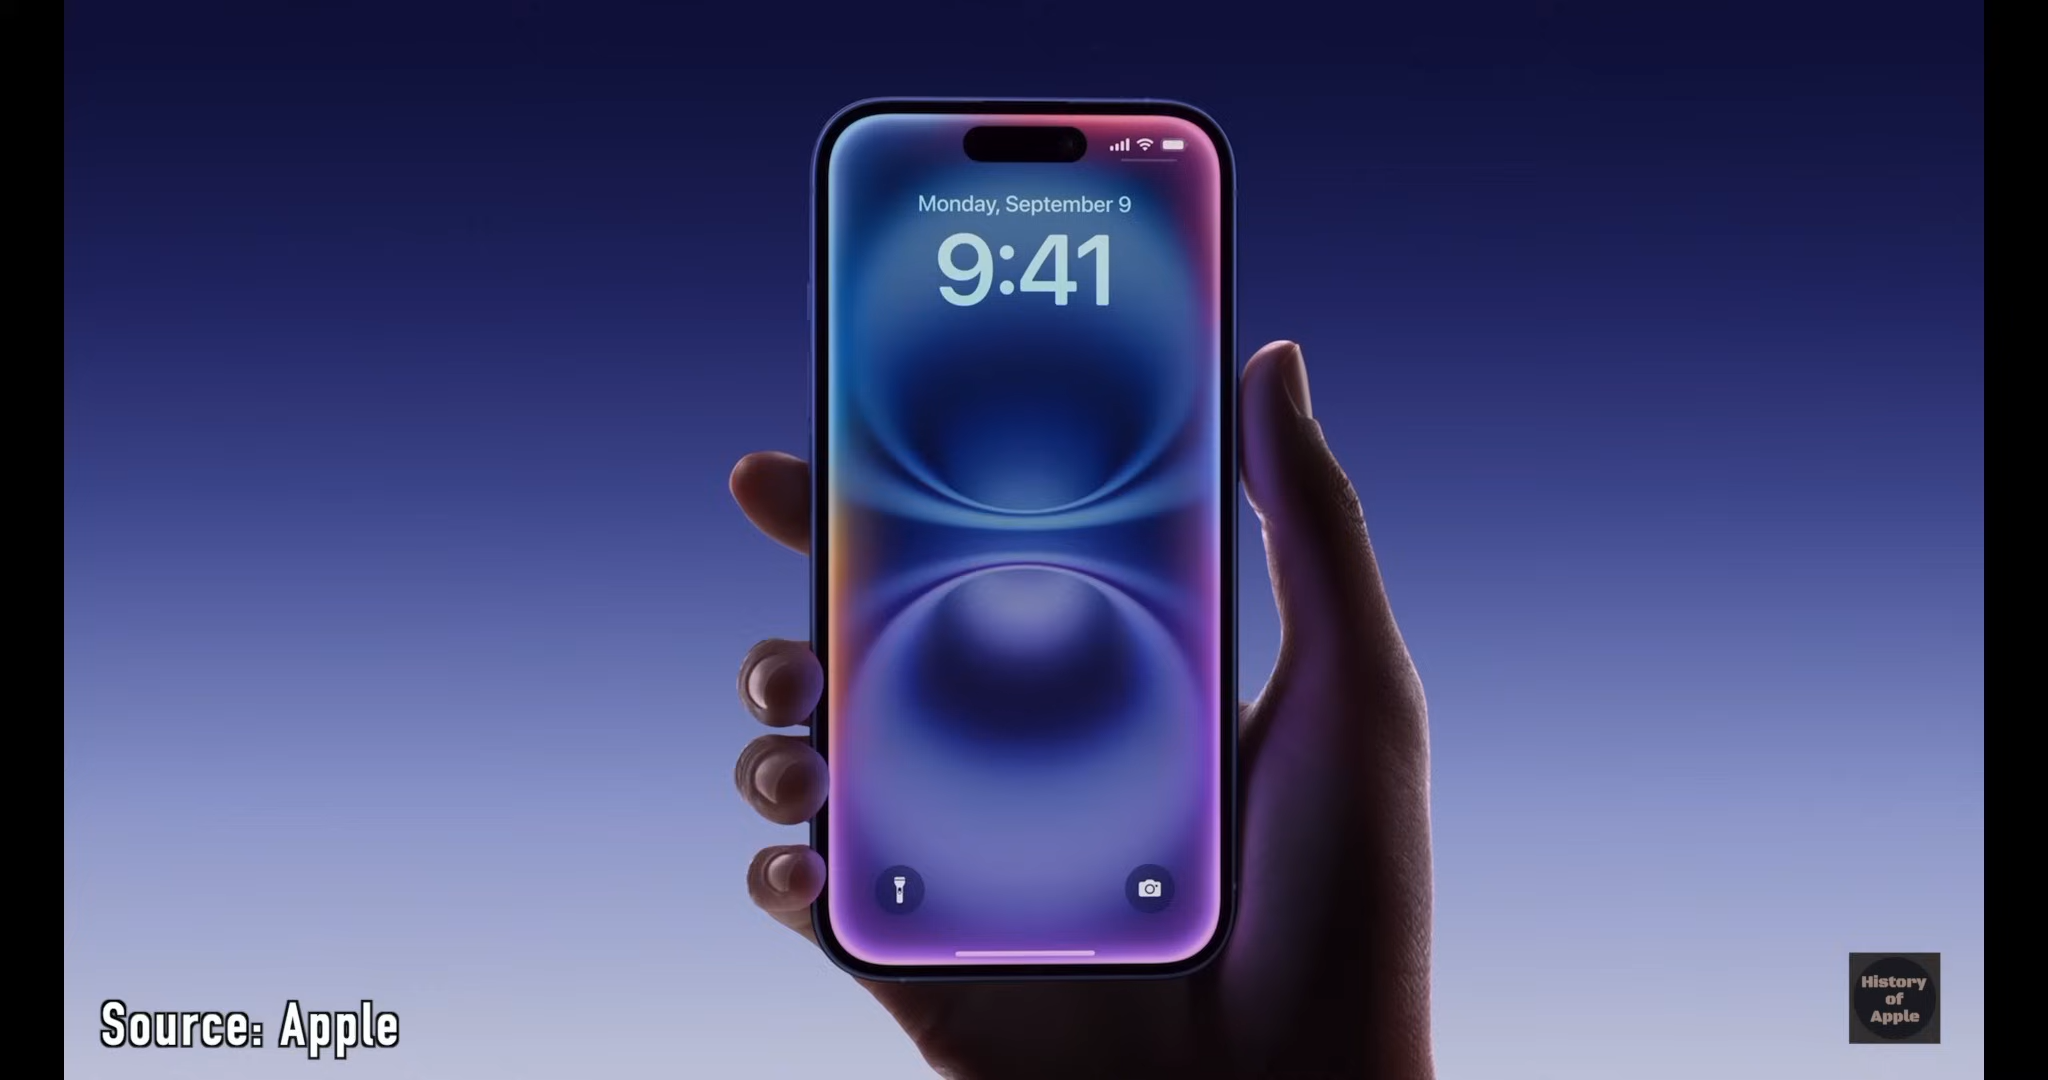 Monday, September 9
9:41
Source: Apple
History
of
Apple